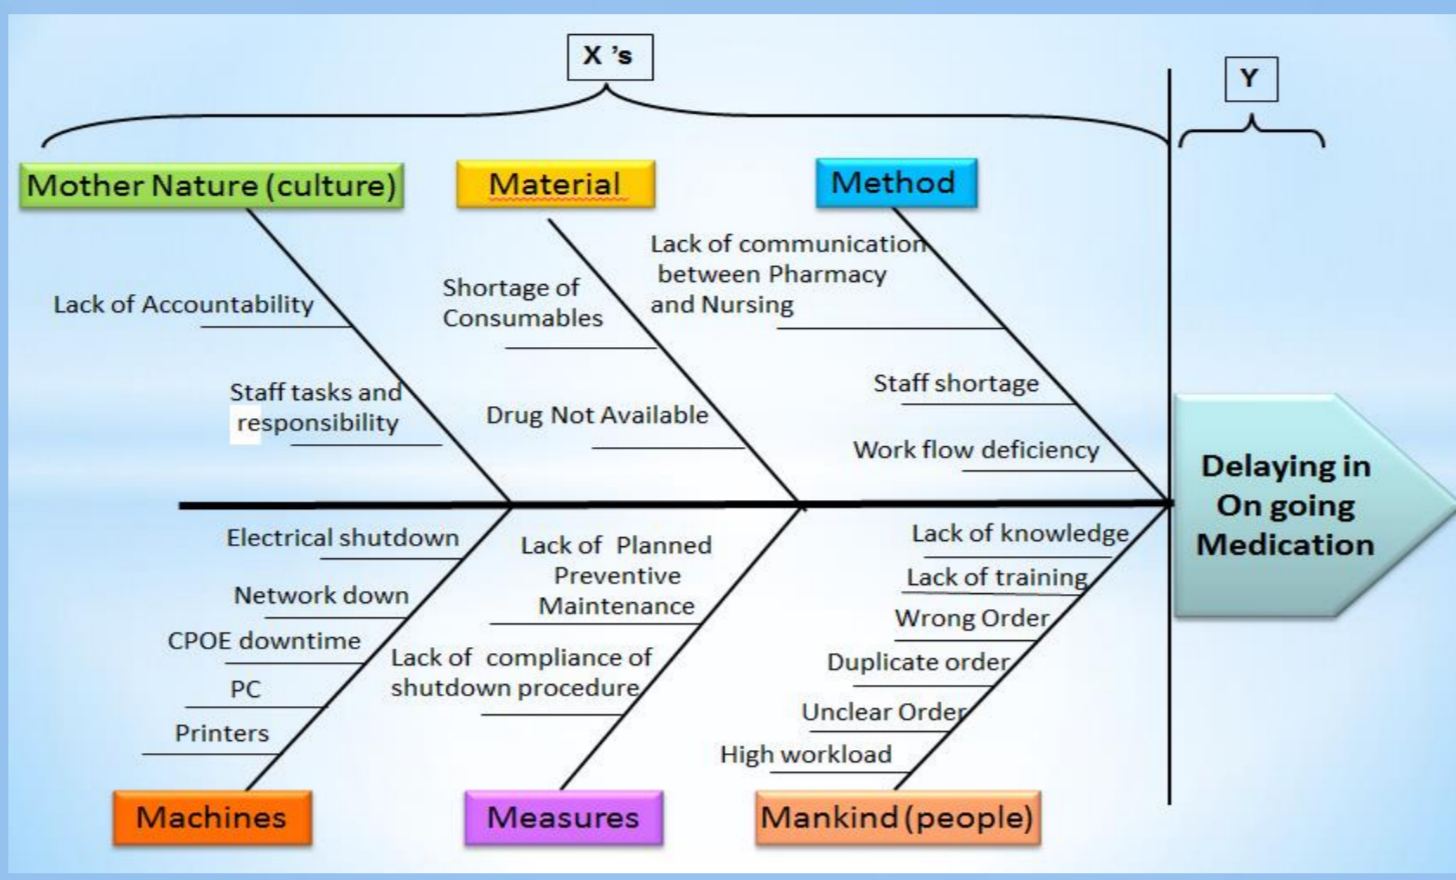 X 's
Y
Mother Nature (culture)
Material
Method
Lack of Accountability
Staff tasks and
responsibility
Shortage of
Consumables
Drug Not Available
Lack of communication
between Pharmacy
and Nursing
Staff shortage
Work flow deficiency
Delaying in
On going
Medication
Electrical shutdown
Network down
CPOE downtime
PC
Printers
Lack of Planned
Preventive
Maintenance
Lack of compliance of
shutdown procedure
Lack of knowledge
Lack of training
Wrong Order
Duplicate order
Unclear Order
High workload
Machines
Measures
Mankind (people)